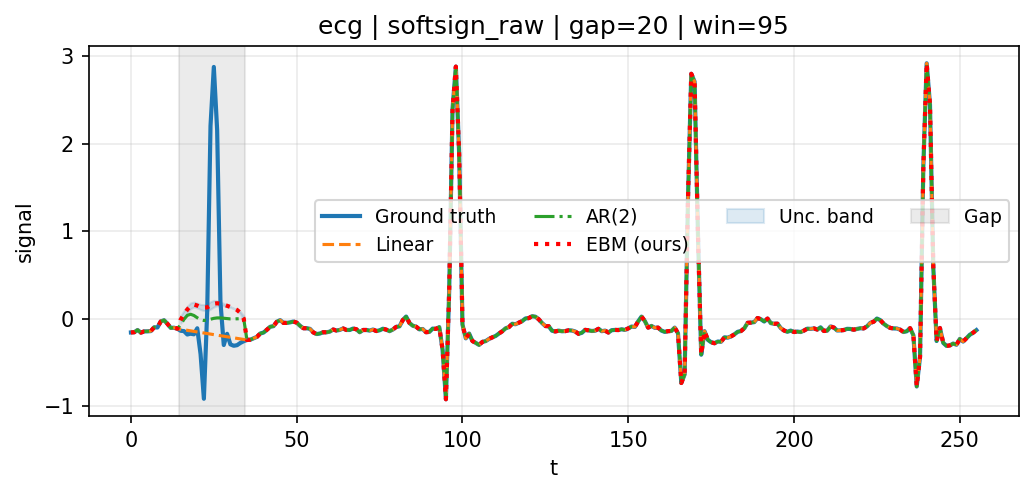 ecg | softsign_raw | gap=20 | win=95
3
2
1
0
−1
signal
Ground truth
Linear
AR(2)
EBM (ours)
Unc. band
Gap
0 50 100 150 200 250
t